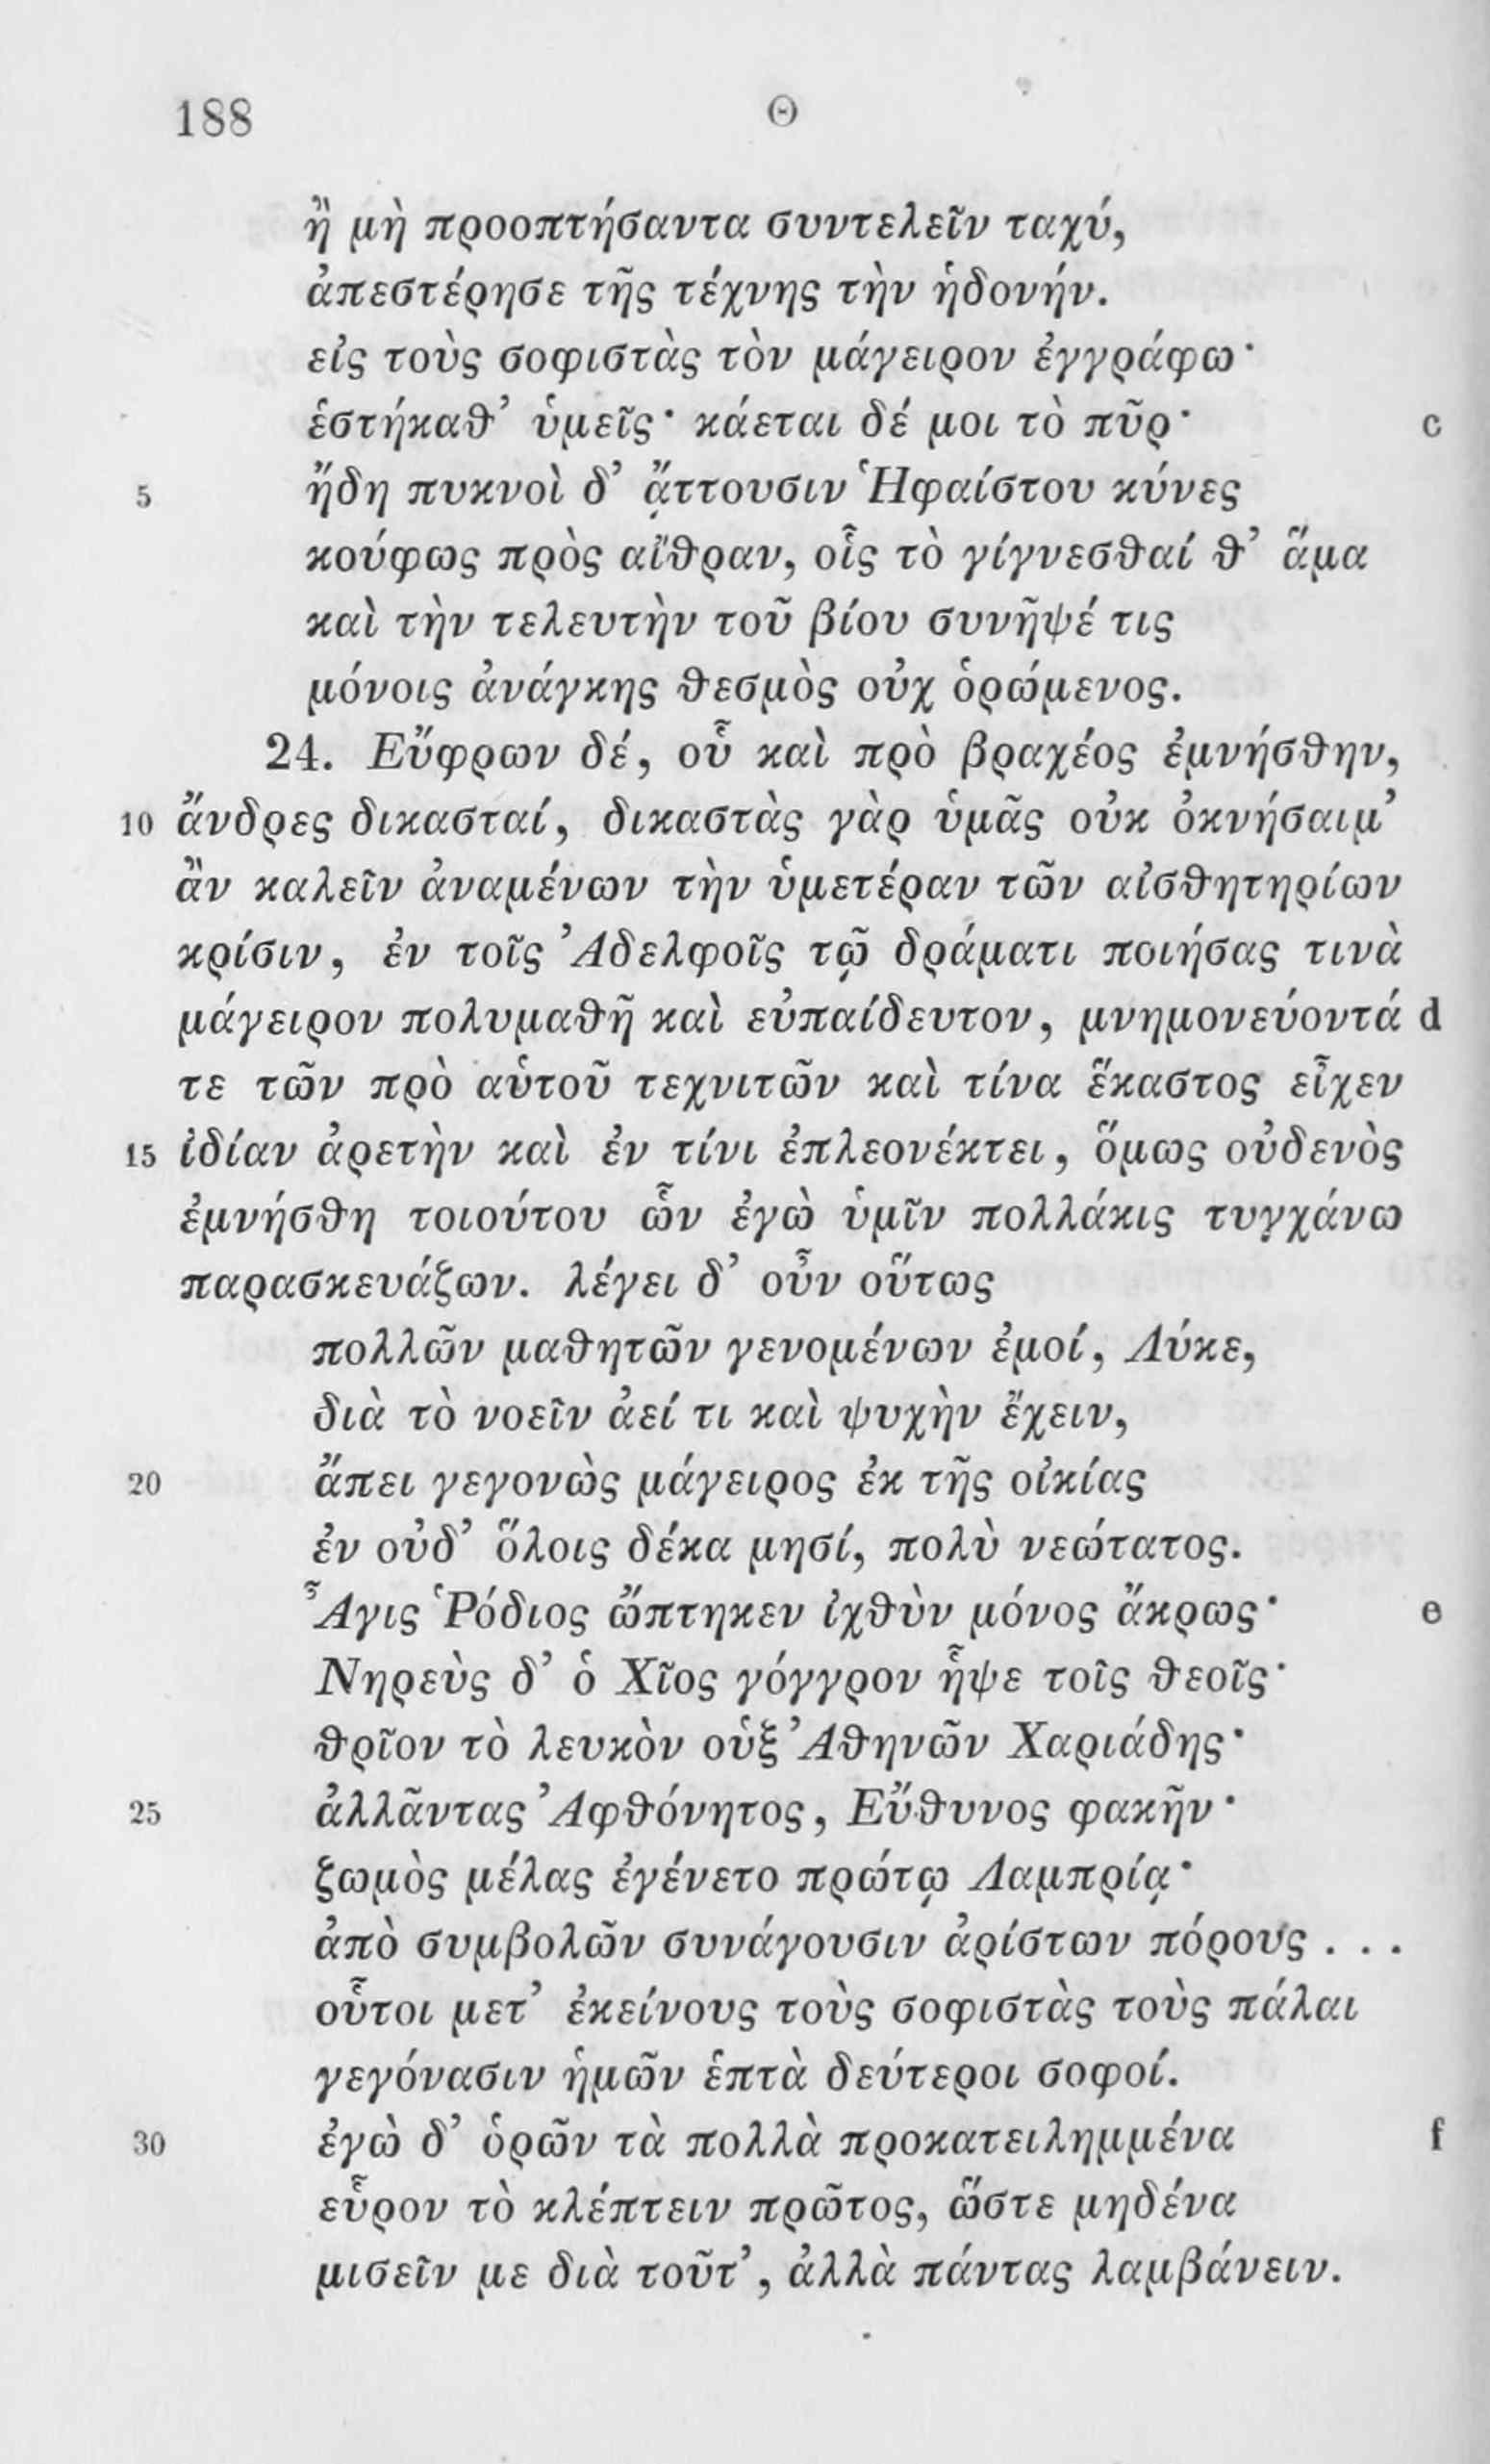 188 Θ
ἢ μὴ προοπτήσαντα συντελεῖν ταχύ,
ἀπεστέρησε τῆς τέχνης τὴν ἡδονήν.
εἰς τοὺς σοφιστὰς τὸν μάγειρον ἐγγράφω·
ἑστήκαθ’ ὑμεῖς· κάεται δέ μοι τὸ πῦρ· c
5 ἤδη πυκνοὶ δ’ ᾄττουσιν Ἡφαίστου κύνες
κούφως πρὸς αἴθραν, οἷς τὸ γίγνεσθαί θ’ ἅμα
καὶ τὴν τελευτὴν τοῦ βίου συνῆψέ τις
μόνοις ἀνάγκης θεσμὸς οὐχ ὁρώμενος.
24. Εὔφρων δέ, οὗ καὶ πρὸ βραχέος ἐμνήσθην,
10 ἄνδρες δικασταί, δικαστὰς γὰρ ὑμᾶς οὐκ ὀκνήσαιμ’
ἂν καλεῖν ἀναμένων τὴν ὑμετέραν τῶν αἰσθητηρίων
κρίσιν, ἐν τοῖς Ἀδελφοῖς τῷ δράματι ποιήσας τινὰ
μάγειρον πολυμαθῆ καὶ εὐπαίδευτον, μνημονεύοντά d
τε τῶν πρὸ αὑτοῦ τεχνιτῶν καὶ τίνα ἕκαστος εἶχεν
15 ἰδίαν ἀρετὴν καὶ ἐν τίνι ἐπλεονέκτει, ὅμως οὐδενὸς
ἐμνήσθη τοιούτου ὧν ἐγὼ ὑμῖν πολλάκις τυγχάνω
παρασκευάζων. λέγει δ’ οὖν οὕτως
πολλῶν μαθητῶν γενομένων ἐμοί, Λύκε,
διὰ τὸ νοεῖν ἀεί τι καὶ ψυχὴν ἔχειν,
20 ἄπει γεγονὼς μάγειρος ἐκ τῆς οἰκίας
ἐν οὐδ’ ὅλοις δέκα μησί, πολὺ νεώτατος.
Ἆγις Ῥόδιος ὤπτηκεν ἰχθὺν μόνος ἄκρως· e
Νηρεὺς δ’ ὁ Χῖος γόγγρον ἧψε τοῖς θεοῖς·
θρῖον τὸ λευκὸν οὑξ Ἀθηνῶν Χαριάδης·
25 ἀλλᾶντας Ἀφθόνητος, Εὔθυνος φακῆν·
ζωμὸς μέλας ἐγένετο πρώτῳ Λαμπρίᾳ·
ἀπὸ συμβολῶν συνάγουσιν ἀρίστων πόρους . . .
οὗτοι μετ’ ἐκείνους τοὺς σοφιστὰς τοὺς πάλαι
γεγόνασιν ἡμῶν ἑπτὰ δεύτεροι σοφοί.
30 ἐγὼ δ’ ὁρῶν τὰ πολλὰ προκατειλημμένα f
εὗρον τὸ κλέπτειν πρῶτος, ὥστε μηδένα
μισεῖν με διὰ τοῦτ’, ἀλλὰ πάντας λαμβάνειν.